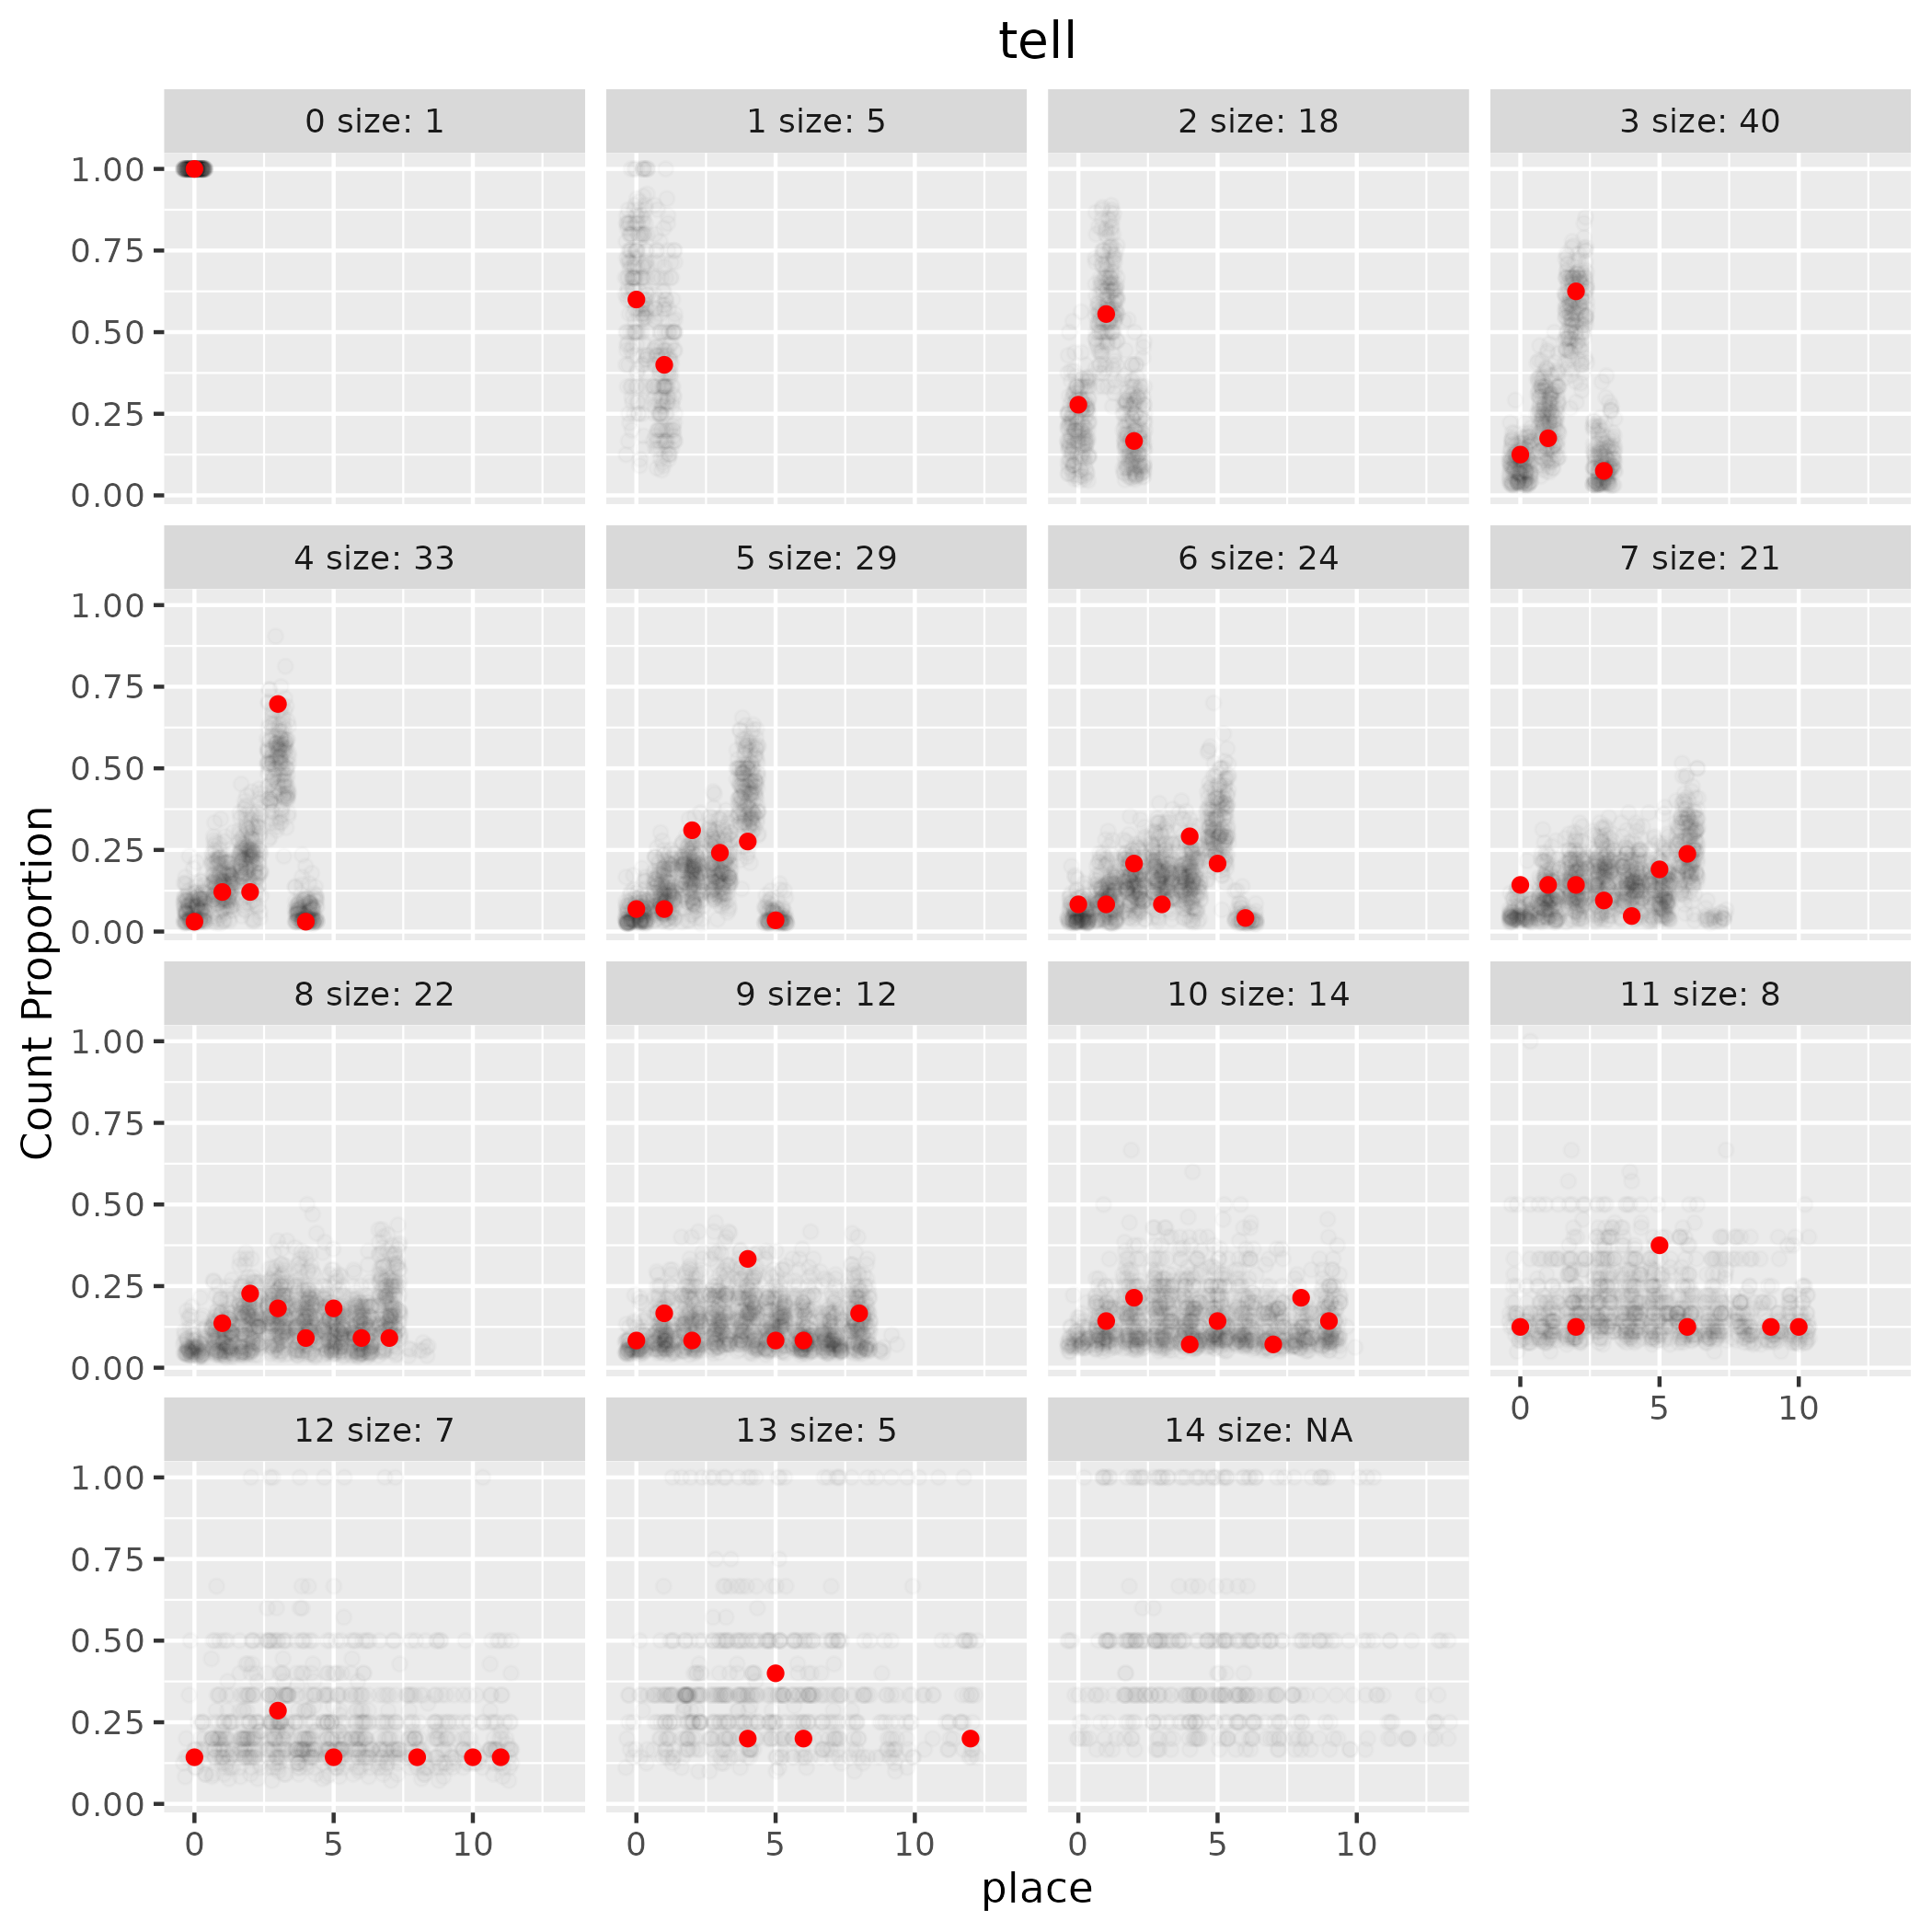 tell
0 size: 1
1 size: 5
2 size: 18
3 size: 40
1.00
0.75
0.50
0.25
0.00
4 size: 33
5 size: 29
6 size: 24
7 size: 21
1.00
0.75
0.50
0.25
0.00
Count Proportion
8 size: 22
9 size: 12
10 size: 14
11 size: 8
1.00
0.75
0.50
0.25
0.00
0 5 10
12 size: 7
13 size: 5
14 size: NA
1.00
0.75
0.50
0.25
0.00
0 5 10
0 5 10
0 5 10
place